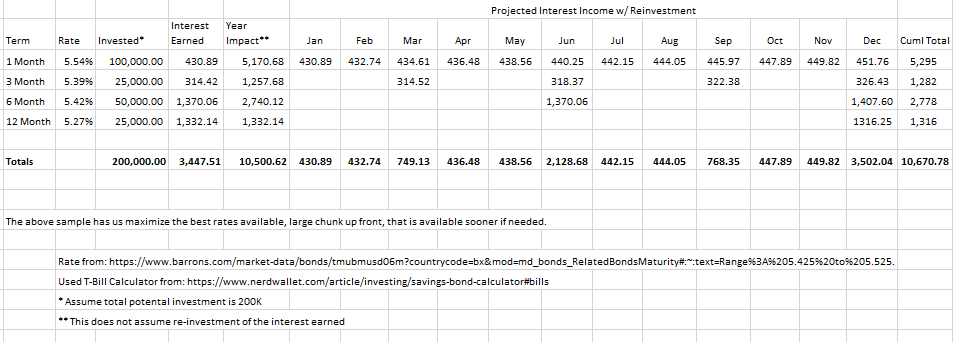 Projected Interest Income w/ Reinvestment
Interest Year
Term Rate Invested* Earned Impact** Jan Feb Mar Apr May Jun Jul Aug Sep Oct Nov Dec Cuml Total
1 Month 5.54% 100,000.00 430.89 5,170.68 430.89 432.74 434.61 436.48 438.56 440.25 442.15 444.05 445.97 447.89 449.82 451.76 5,295
3 Month 5.39% 25,000.00 314.42 1,257.68 314.52 318.37 322.38 326.43 1,282
6 Month 5.42% 50,000.00 1,370.06 2,740.12 1,370.06 1,407.60 2,778
12 Month 5.27% 25,000.00 1,332.14 1,332.14 1316.25 1,316
Totals 200,000.00 3,447.51 10,500.62 430.89 432.74 749.13 436.48 438.56 2,128.68 442.15 444.05 768.35 447.89 449.82 3,502.04 10,670.78
The above sample has us maximize the best rates available, large chunk up front, that is available sooner if needed.
Rate from: https://www.barrons.com/market-data/bonds/tmubmusd06m?countrycode=bx&mod=md_bonds_RelatedBondsMaturity#:~:text=Range%3A%205.425%20to%205.525.
Used T-Bill Calculator from: https://www.nerdwallet.com/article/investing/savings-bond-calculator#bills
* Assume total potental investment is 200K
** This does not assume re-investment of the interest earned